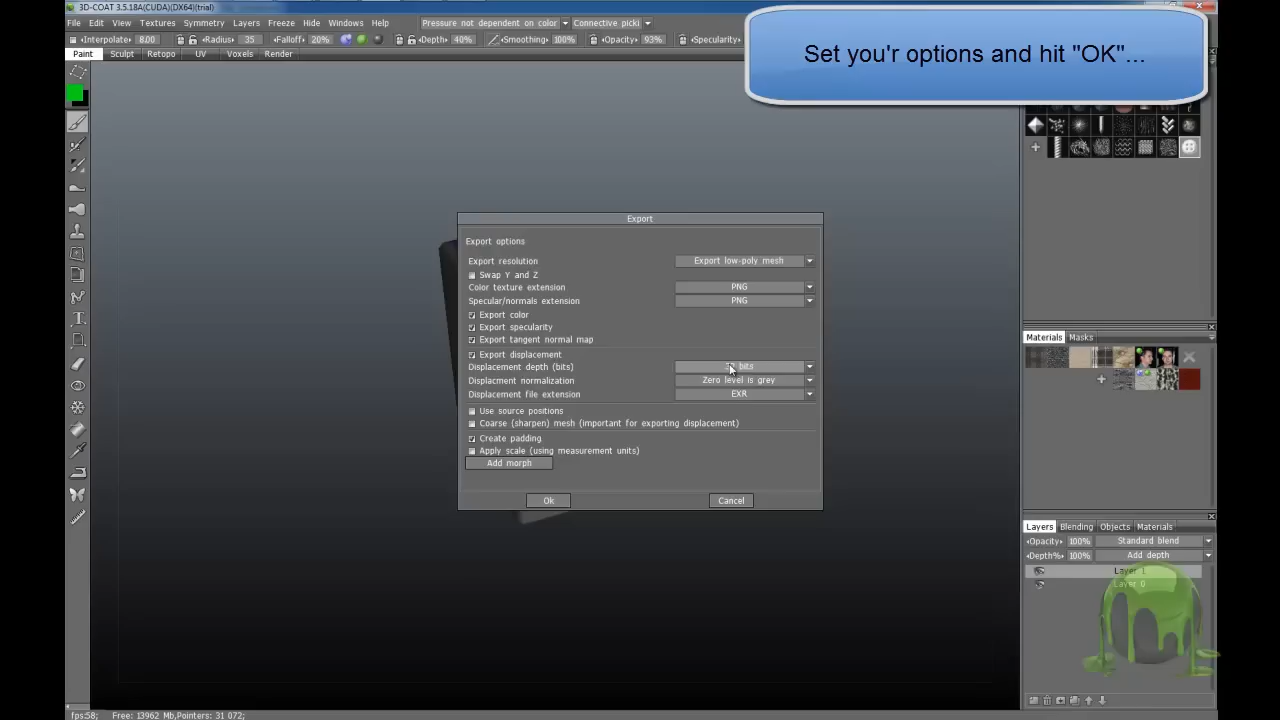 3D-COAT 3.5.18A(CUDA)(DX64)(trial)
File Edit View Textures Symmetry Layers Freeze Hide Windows Help Pressure not dependent on color Connective picki
Interpolate 8.00 Radius 35 Falloff 20% Depth 40% Smoothing 100% Opacity 93% Specularity
Paint Sculpt Retopo UV Voxels Render
Set you'r options and hit "OK"...
Export
Export options
Export resolution Export low-poly mesh
Swap Y and Z
Color texture extension PNG
Specular/normals extension PNG
Export color
Export specularity
Export tangent normal map
Export displacement
Displacement depth (bits) bits
Displacment normalization Zero level is grey
Displacement file extension EXR
Use source positions
Coarse (sharpen) mesh (important for exporting displacement)
Create padding
Apply scale (using measurement units)
Add morph
Ok Cancel
Materials Masks
Layers Blending Objects Materials
Opacity 100% Standard blend
Depth% 100% Add depth
Layer 1
Layer 0
fps:58; Free: 13962 Mb,Pointers: 31 072;